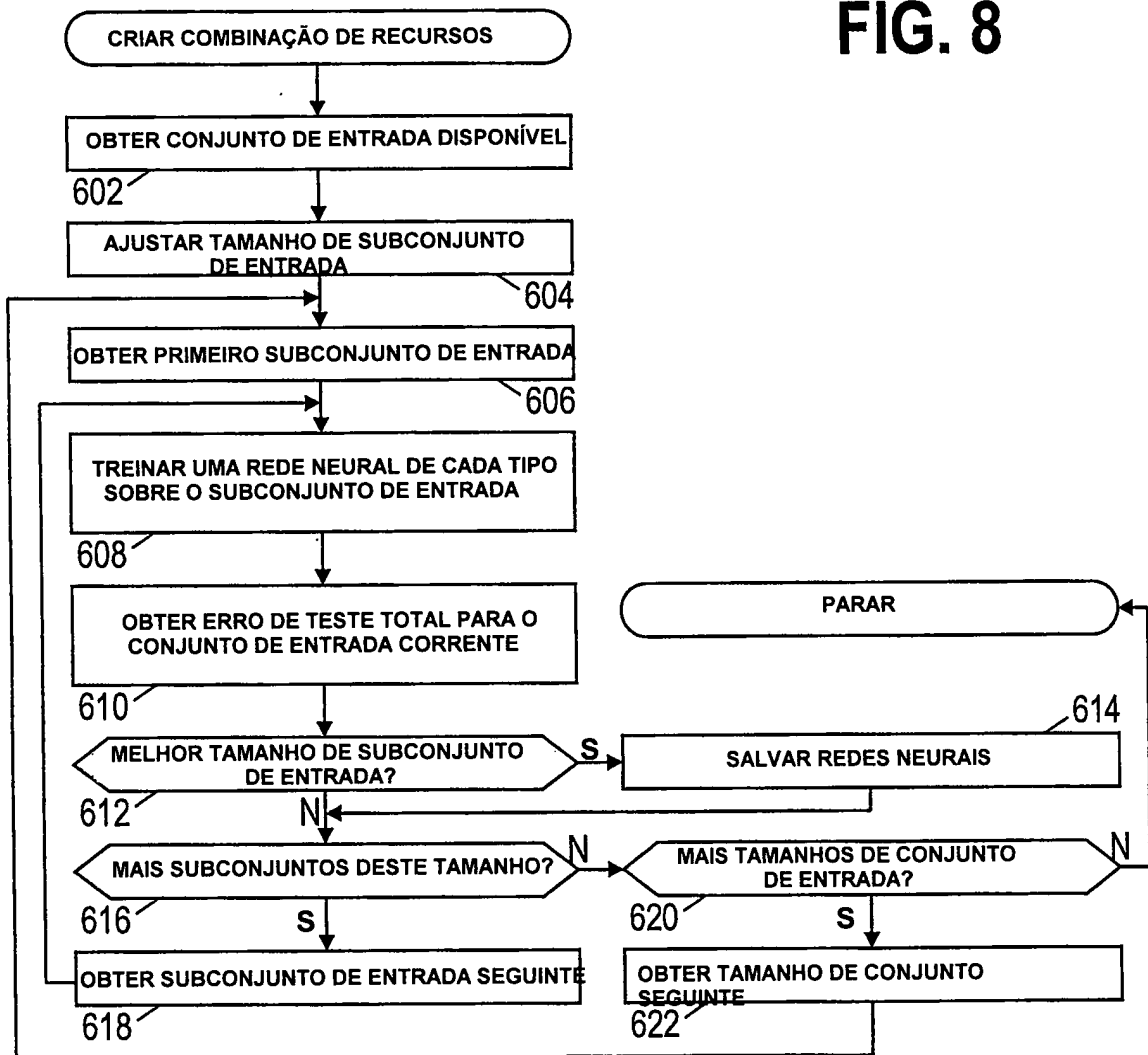 FIG. 8
CRIAR COMBINAÇÃO DE RECURSOS
OBTER CONJUNTO DE ENTRADA DISPONÍVEL
602
AJUSTAR TAMANHO DE SUBCONJUNTO
DE ENTRADA
604
OBTER PRIMEIRO SUBCONJUNTO DE ENTRADA
606
TREINAR UMA REDE NEURAL DE CADA TIPO
SOBRE O SUBCONJUNTO DE ENTRADA
608
OBTER ERRO DE TESTE TOTAL PARA O
CONJUNTO DE ENTRADA CORRENTE
610
PARAR
MELHOR TAMANHO DE SUBCONJUNTO
DE ENTRADA?
612
S
N
614
SALVAR REDES NEURAIS
MAIS SUBCONJUNTOS DESTE TAMANHO?
616
N
S
MAIS TAMANHOS DE CONJUNTO
DE ENTRADA?
620
N
S
OBTER SUBCONJUNTO DE ENTRADA SEGUINTE
618
OBTER TAMANHO DE CONJUNTO
SEGUINTE
622